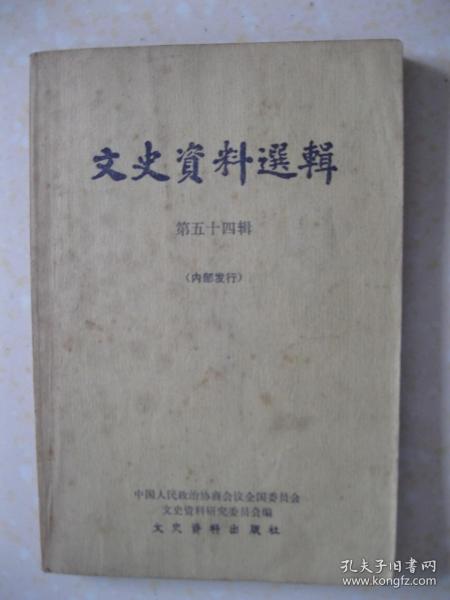 文史資料選輯
第五十四辑
（内部发行）
中国人民政治协商会议全国委员会
文史资料研究委员会编
文史资料出版社
孔夫子旧书网
www.kongfz.com